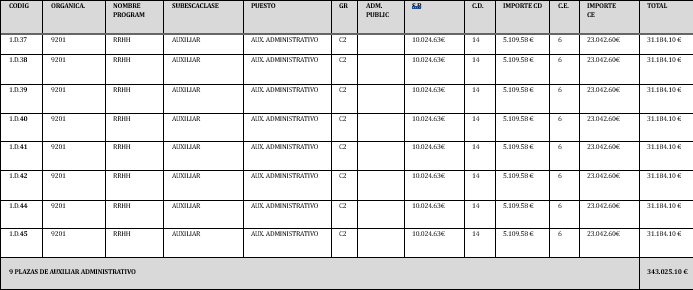 CODIG ORGANICA. NOMBRE PROGRAM SUBESCACLASE PUESTO GR ADM. PUBLIC S.B C.D. IMPORTE CD C.E. IMPORTE CE TOTAL
1.D.37 9201 RRHH AUXILIAR AUX. ADMINISTRATIVO C2 10.024.63€ 14 5.109.58 € 6 23.042.60€ 31.184.10 €
1.D.38 9201 RRHH AUXILIAR AUX. ADMINISTRATIVO C2 10.024.63€ 14 5.109.58 € 6 23.042.60€ 31.184.10 €
1.D.39 9201 RRHH AUXILIAR AUX. ADMINISTRATIVO C2 10.024.63€ 14 5.109.58 € 6 23.042.60€ 31.184.10 €
1.D.40 9201 RRHH AUXILIAR AUX. ADMINISTRATIVO C2 10.024.63€ 14 5.109.58 € 6 23.042.60€ 31.184.10 €
1.D.41 9201 RRHH AUXILIAR AUX. ADMINISTRATIVO C2 10.024.63€ 14 5.109.58 € 6 23.042.60€ 31.184.10 €
1.D.42 9201 RRHH AUXILIAR AUX. ADMINISTRATIVO C2 10.024.63€ 14 5.109.58 € 6 23.042.60€ 31.184.10 €
1.D.44 9201 RRHH AUXILIAR AUX. ADMINISTRATIVO C2 10.024.63€ 14 5.109.58 € 6 23.042.60€ 31.184.10 €
1.D.45 9201 RRHH AUXILIAR AUX. ADMINISTRATIVO C2 10.024.63€ 14 5.109.58 € 6 23.042.60€ 31.184.10 €
9 PLAZAS DE AUXILIAR ADMINISTRATIVO 343.025.10 €